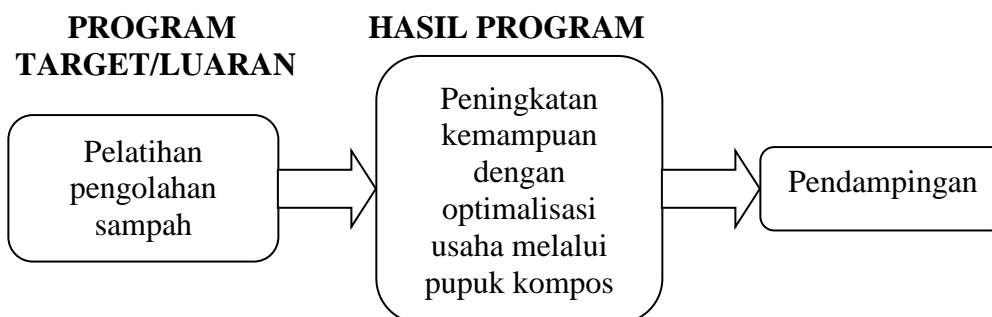 PROGRAM
TARGET/LUARAN
HASIL PROGRAM
Pelatihan
pengolahan
sampah
Peningkatan
kemampuan
dengan
optimalisasi
usaha melalui
pupuk kompos
Pendampingan